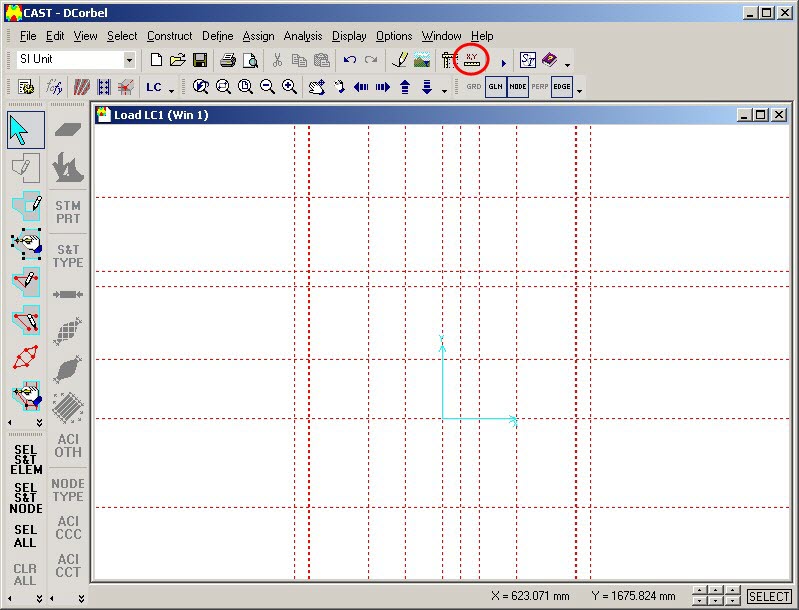 CAST - DCorbel
File Edit View Select Construct Define Assign Analysis Display Options Window Help
SI Unit
X,Y
ST
f(x)
LC
GRD GLN NODE PERP EDGE
Load LC1 (Win 1)
STM
PRT
S&T
TYPE
ACI
OTH
SEL
S&T
ELEM
NODE
TYPE
SEL
S&T
NODE
ACI
CCC
SEL
ALL
ACI
CCT
CLR
ALL
Y
X
X = 623.071 mm Y = 1675.824 mm SELECT